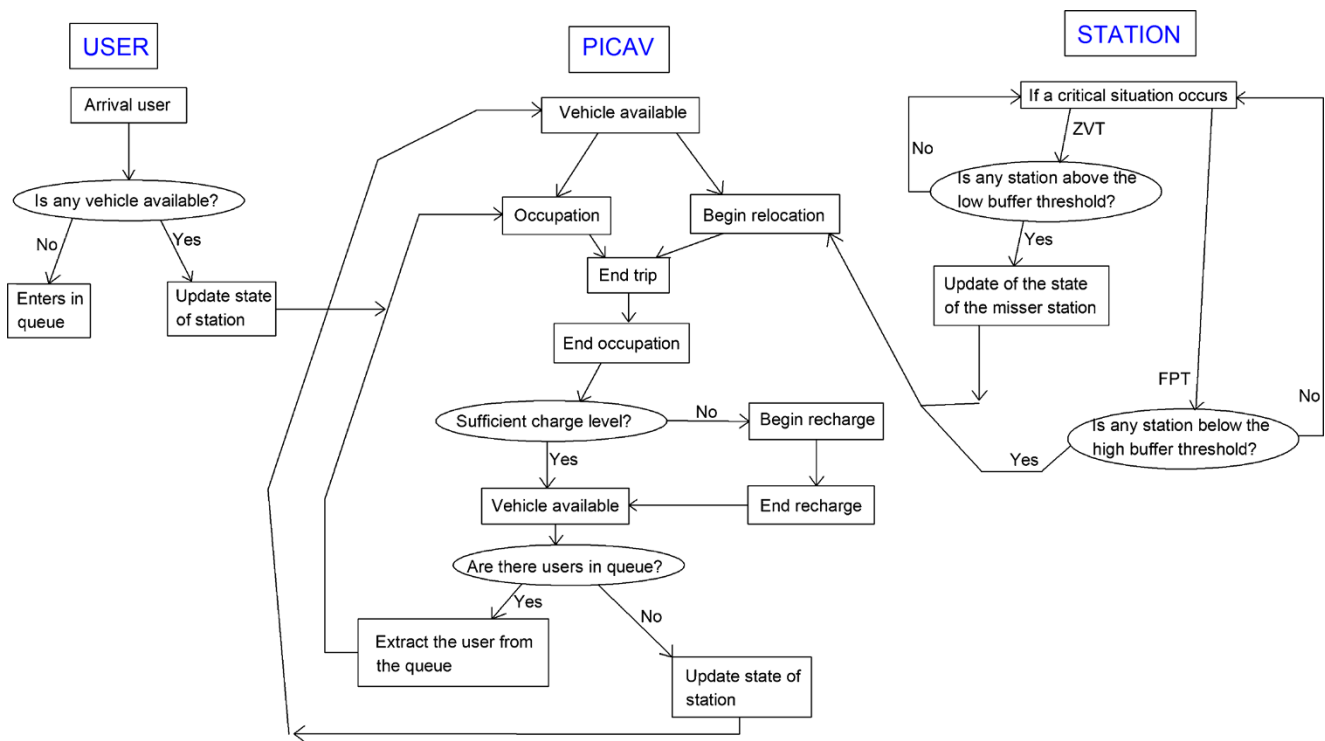 USER
PICAV
STATION
Arrival user
Is any vehicle available?
No
Yes
Enters in
queue
Update state
of station
Vehicle available
Occupation
Begin relocation
End trip
End occupation
Sufficient charge level?
No
Begin recharge
Yes
Vehicle available
End recharge
Are there users in queue?
Yes
No
Extract the user from
the queue
Update state of
station
If a critical situation occurs
ZVT
No
Is any station above the
low buffer threshold?
Yes
Update of the state
of the misser station
FPT
No
Is any station below the
high buffer threshold?
Yes